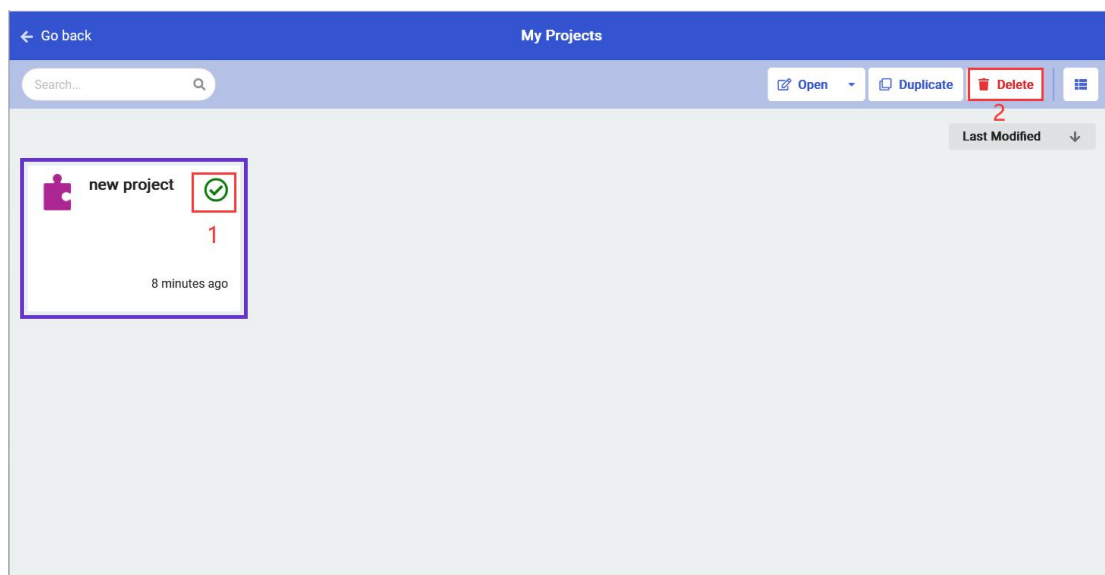 Go back
My Projects
Search...
Open
Duplicate
Delete
2
Last Modified
new project
1
8 minutes ago